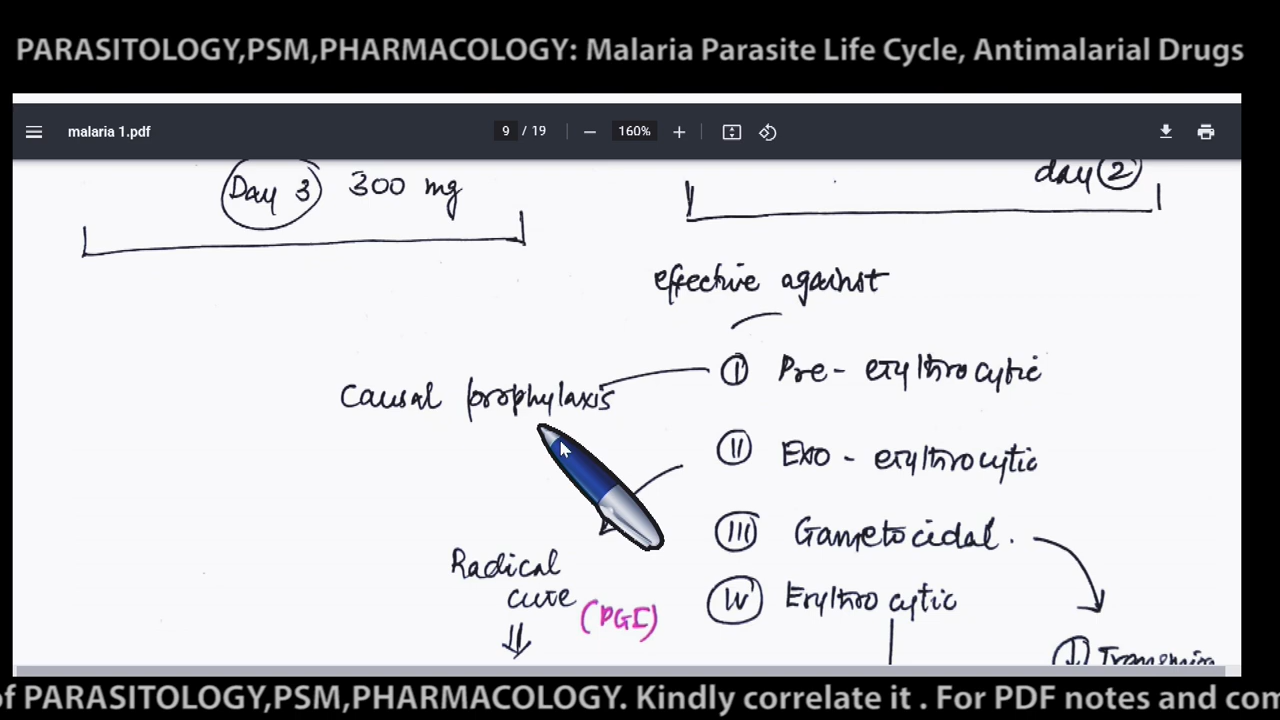 PARASITOLOGY,PSM,PHARMACOLOGY: Malaria Parasite Life Cycle, Antimalarial Drugs
malaria 1.pdf
9 / 19
160%
Day 3 300 mg
day 2
effective against
I Pre - erythrocytic
Causal prophylaxis
II Exo - erythrocytic
III Gametocidal .
Radical
cure
(PGI)
IV Erythrocytic
of PARASITOLOGY,PSM,PHARMACOLOGY. Kindly correlate it . For PDF notes and com